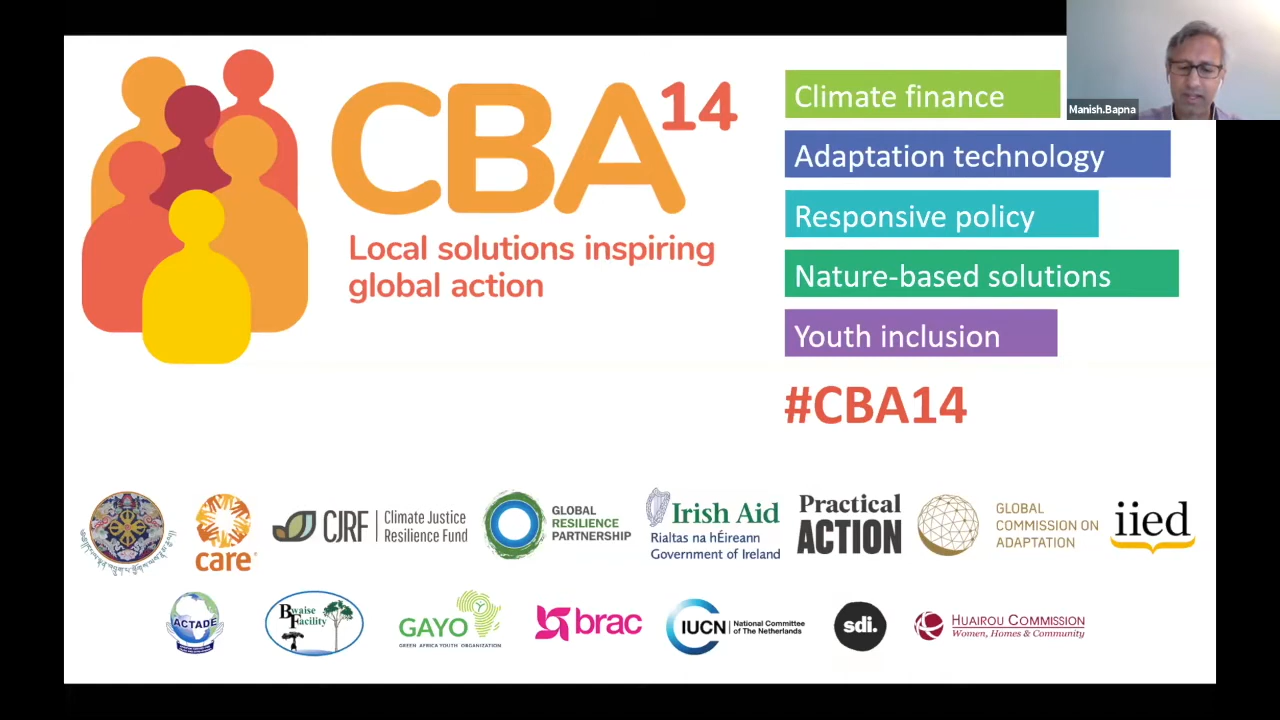 CBA14
Local solutions inspiring
global action
Climate finance
Adaptation technology
Responsive policy
Nature-based solutions
Youth inclusion
#CBA14
Manish.Bapna
care®
CJRF
Climate Justice
Resilience Fund
GLOBAL
RESILIENCE
PARTNERSHIP
Irish Aid
Rialtas na hÉireann
Government of Ireland
Practical
ACTION
GLOBAL
COMMISSION ON
ADAPTATION
iied
ACTADE
Bwaise
Facility
GAYO
GREEN AFRICA YOUTH ORGANIZATION
brac
IUCN
National Committee
of The Netherlands
sdi.
HUAIROU COMMISSION
Women, Homes & Community